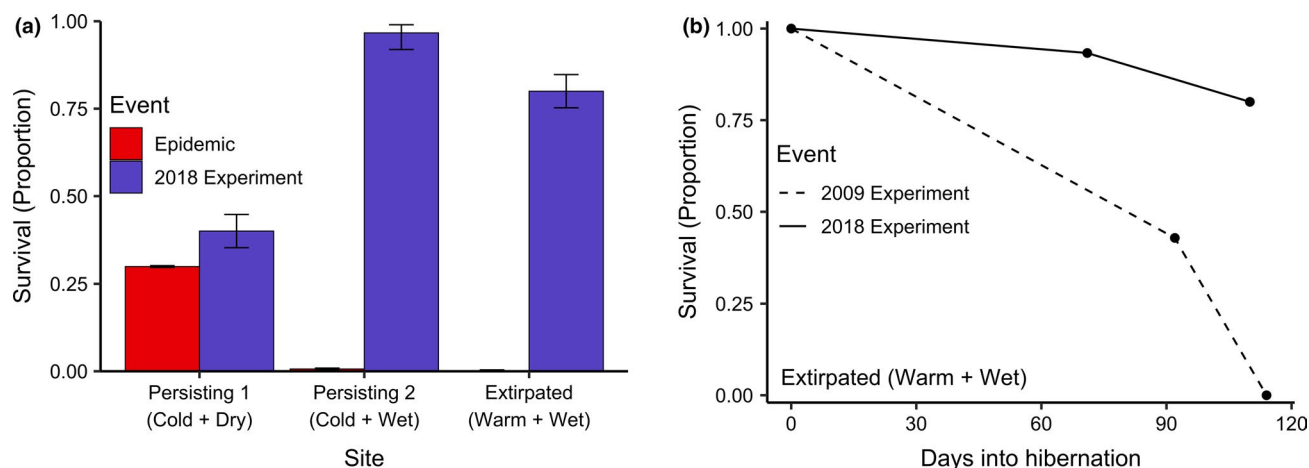 (a)
1.00
0.75
0.50
0.25
0.00
Survival (Proportion)
Event
Epidemic
2018 Experiment
Persisting 1
(Cold + Dry)
Persisting 2
(Cold + Wet)
Extirpated
(Warm + Wet)
Site
(b)
1.00
0.75
0.50
0.25
0.00
Survival (Proportion)
Event
2009 Experiment
2018 Experiment
Extirpated (Warm + Wet)
0
30
60
90
120
Days into hibernation